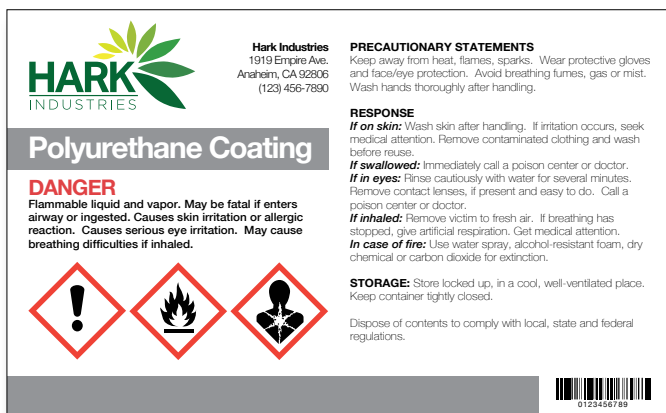 HARK
INDUSTRIES
Hark Industries
1919 Empire Ave.
Anaheim, CA 92806
(123) 456-7890
Polyurethane Coating
DANGER
Flammable liquid and vapor. May be fatal if enters
airway or ingested. Causes skin irritation or allergic
reaction. Causes serious eye irritation. May cause
breathing difficulties if inhaled.
PRECAUTIONARY STATEMENTS
Keep away from heat, flames, sparks. Wear protective gloves
and face/eye protection. Avoid breathing fumes, gas or mist.
Wash hands thoroughly after handling.
RESPONSE
If on skin: Wash skin after handling. If irritation occurs, seek
medical attention. Remove contaminated clothing and wash
before reuse.
If swallowed: Immediately call a poison center or doctor.
If in eyes: Rinse cautiously with water for several minutes.
Remove contact lenses, if present and easy to do. Call a
poison center or doctor.
If inhaled: Remove victim to fresh air. If breathing has
stopped, give artificial respiration. Get medical attention.
In case of fire: Use water spray, alcohol-resistant foam, dry
chemical or carbon dioxide for extinction.
STORAGE: Store locked up, in a cool, well-ventilated place.
Keep container tightly closed.
Dispose of contents to comply with local, state and federal
regulations.
0123456789